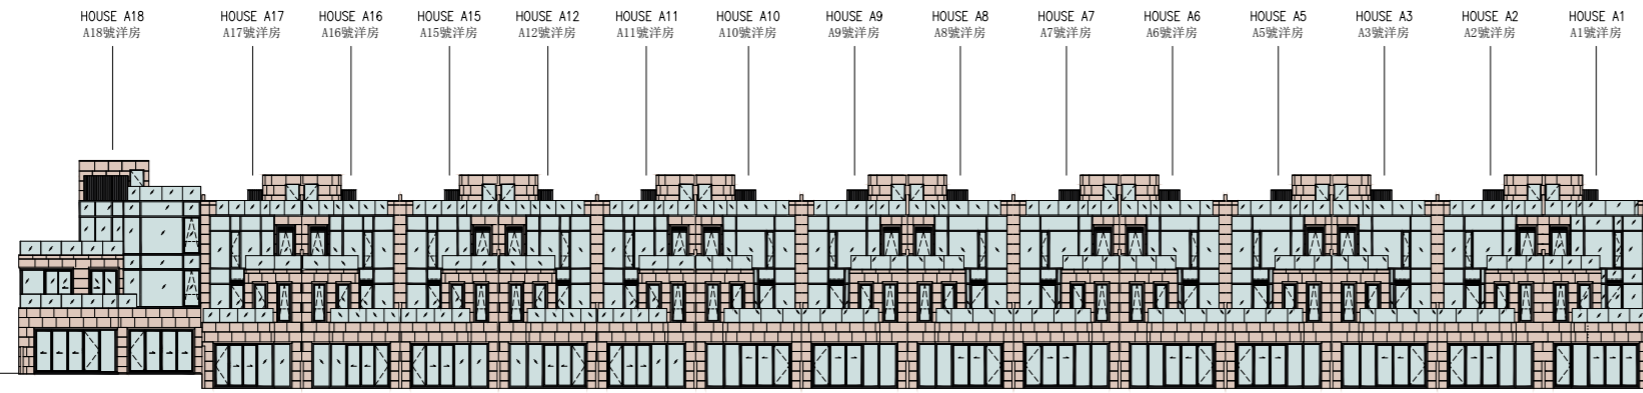 HOUSE A18 HOUSE A17 HOUSE A16 HOUSE A15 HOUSE A12 HOUSE A11 HOUSE A10 HOUSE A9 HOUSE A8 HOUSE A7 HOUSE A6 HOUSE A5 HOUSE A3 HOUSE A2 HOUSE A1
A18號洋房 A17號洋房 A16號洋房 A15號洋房 A12號洋房 A11號洋房 A10號洋房 A9號洋房 A8號洋房 A7號洋房 A6號洋房 A5號洋房 A3號洋房 A2號洋房 A1號洋房